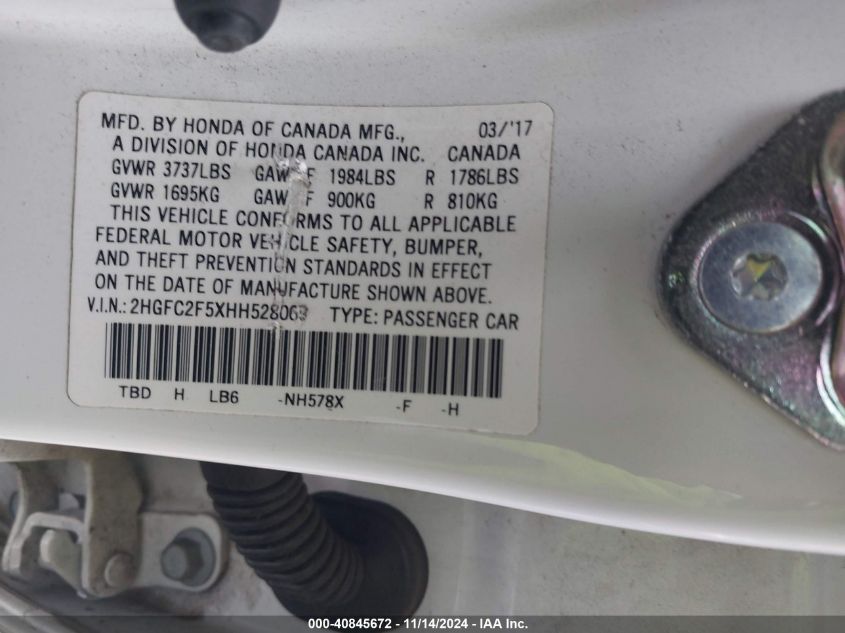 MFD. BY HONDA OF CANADA MFG., 03/'17
A DIVISION OF HONDA CANADA INC. CANADA
GVWR 3737LBS GAW F 1984LBS R 1786LBS
GVWR 1695KG GAW F 900KG R 810KG
THIS VEHICLE CONFORMS TO ALL APPLICABLE
FEDERAL MOTOR VEHICLE SAFETY, BUMPER,
AND THEFT PREVENTION STANDARDS IN EFFECT
ON THE DATE OF MANUFACTURE SHOWN ABOVE.
V.I.N.: 2HGFC2F5XHH528069 TYPE: PASSENGER CAR
TBD H LB6 -NH578X -F -H
000-40845672 - 11/14/2024 - IAA Inc.